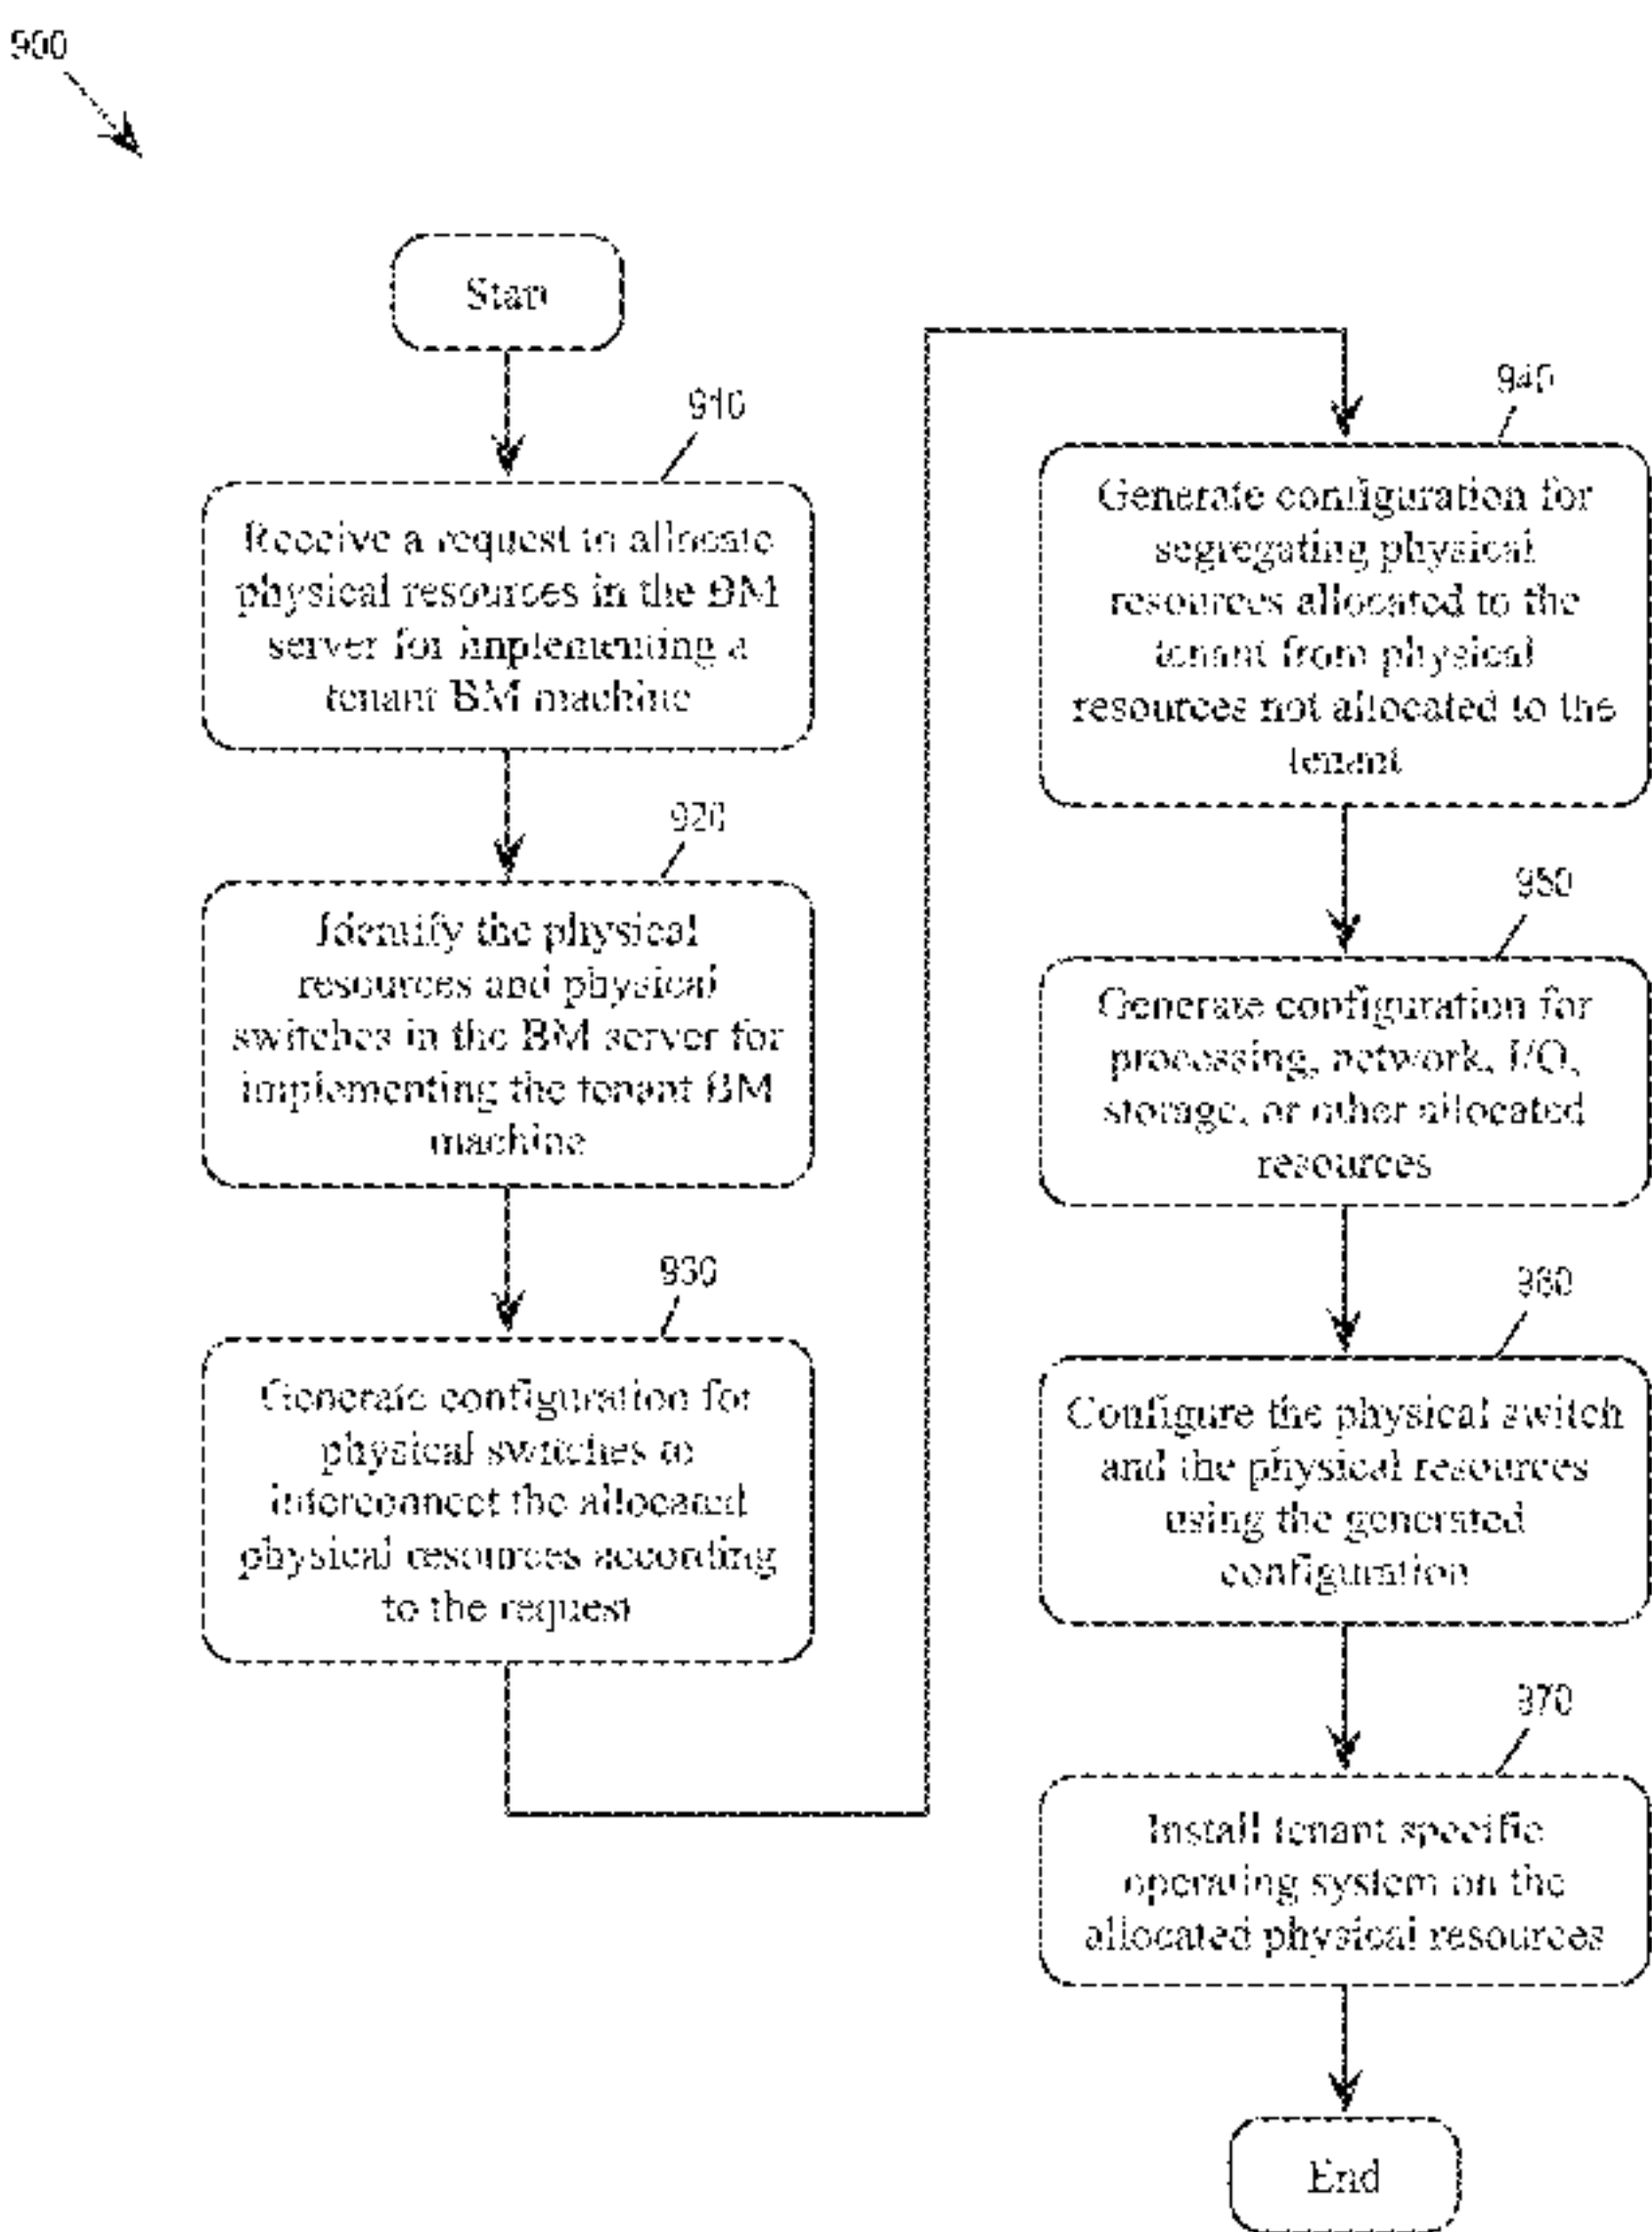 900
Start
910
Receive a request to allocate
physical resources in the BM
server for implementing a
tenant BM machine
920
Identify the physical
resources and physical
switches in the BM server for
implementing the tenant BM
machine
930
Generate configuration for
physical switches to
interconnect the allocated
physical resources according
to the request
940
Generate configuration for
segregating physical
resources allocated to the
tenant from physical
resources not allocated to the
tenant
950
Generate configuration for
processing, network, I/O,
storage, or other allocated
resources
960
Configure the physical switch
and the physical resources
using the generated
configuration
970
Install tenant specific
operating system on the
allocated physical resources
End